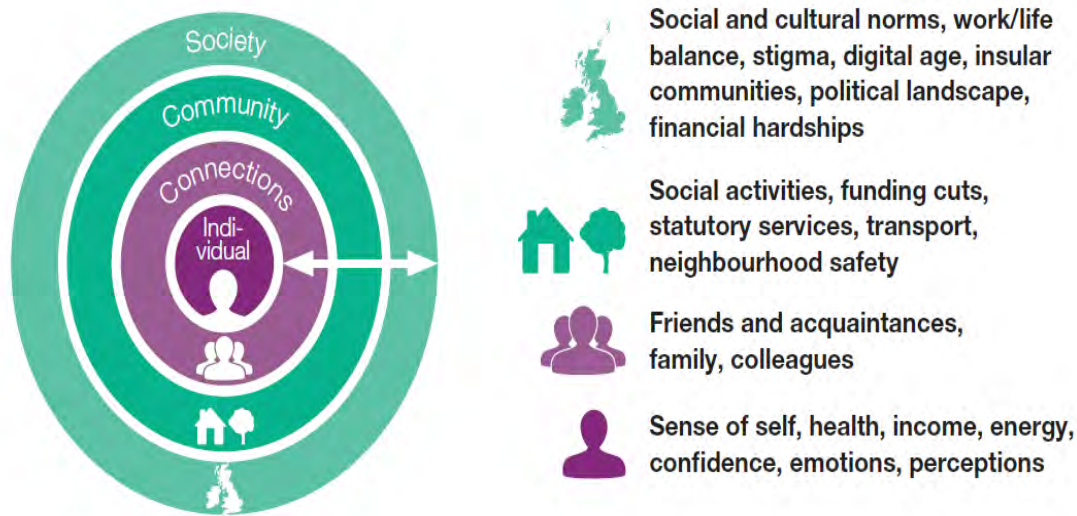 Society
Community
Connections
Indi-
vidual
Social and cultural norms, work/life
balance, stigma, digital age, insular
communities, political landscape,
financial hardships
Social activities, funding cuts,
statutory services, transport,
neighbourhood safety
Friends and acquaintances,
family, colleagues
Sense of self, health, income, energy,
confidence, emotions, perceptions